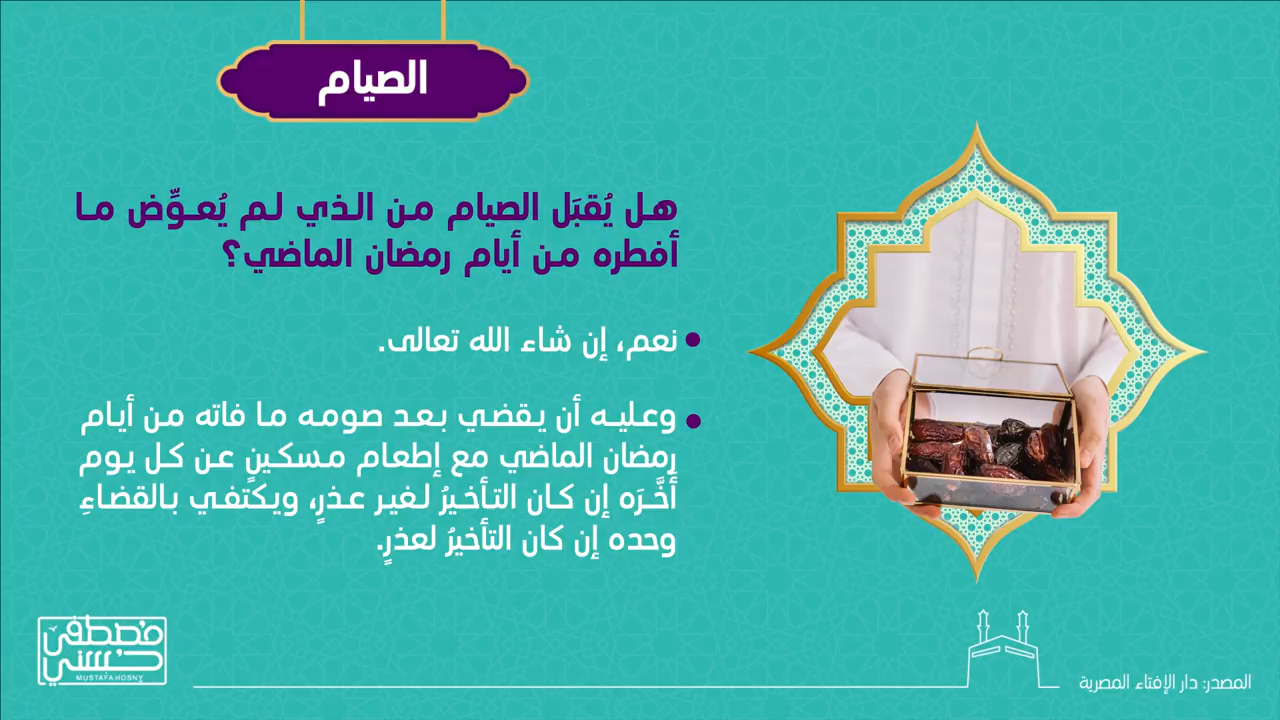 الصيام
هل يُقبَل الصيام من الذي لم يُعوِّض ما
أفطره من أيام رمضان الماضي؟
نعم، إن شاء الله تعالى.
وعليه أن يقضي بعد صومه ما فاته من أيام
رمضان الماضي مع إطعام مسكينٍ عن كل يوم
أخَّرَه إن كان التأخيرُ لغير عذرٍ، ويكتفي بالقضاءِ
وحده إن كان التأخيرُ لعذرٍ.
المصدر: دار الإفتاء المصرية
مصطفى
حسني
MUSTAFA HOSNY